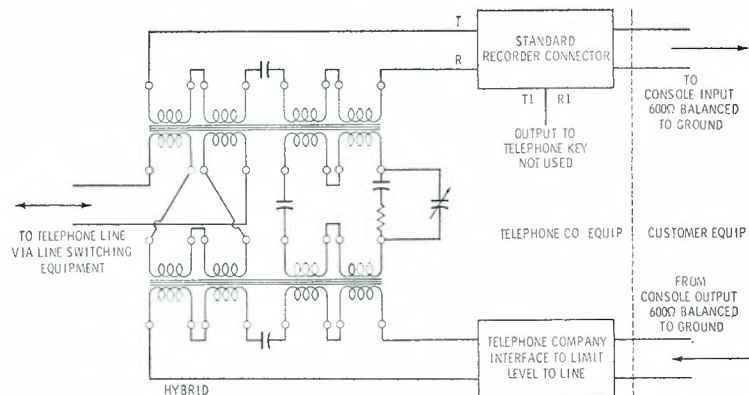 T
R
STANDARD
RECORDER CONNECTOR
T1 R1
OUTPUT TO
TELEPHONE KEY
NOT USED
TO
CONSOLE INPUT
600Ω BALANCED
TO GROUND
TO TELEPHONE LINE
VIA LINE SWITCHING
EQUIPMENT
TELEPHONE CO EQUIP
CUSTOMER EQUIP
FROM
CONSOLE OUTPUT
600Ω BALANCED
TO GROUND
TELEPHONE COMPANY
INTERFACE TO LIMIT
LEVEL TO LINE
HYBRID